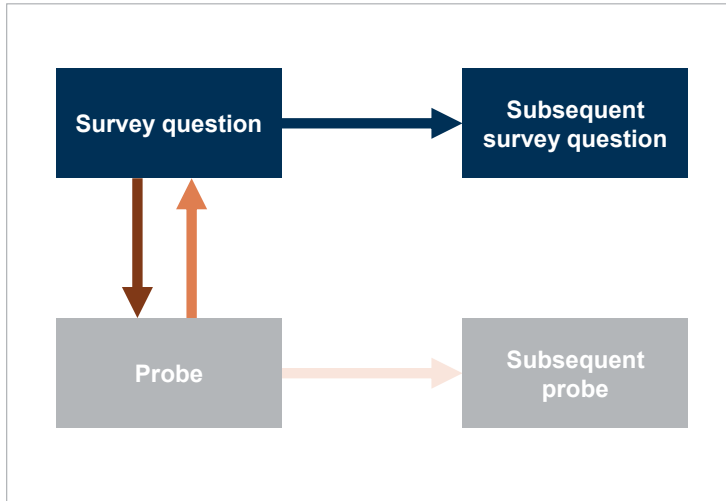 Survey question
Subsequent
survey question
Probe
Subsequent
probe